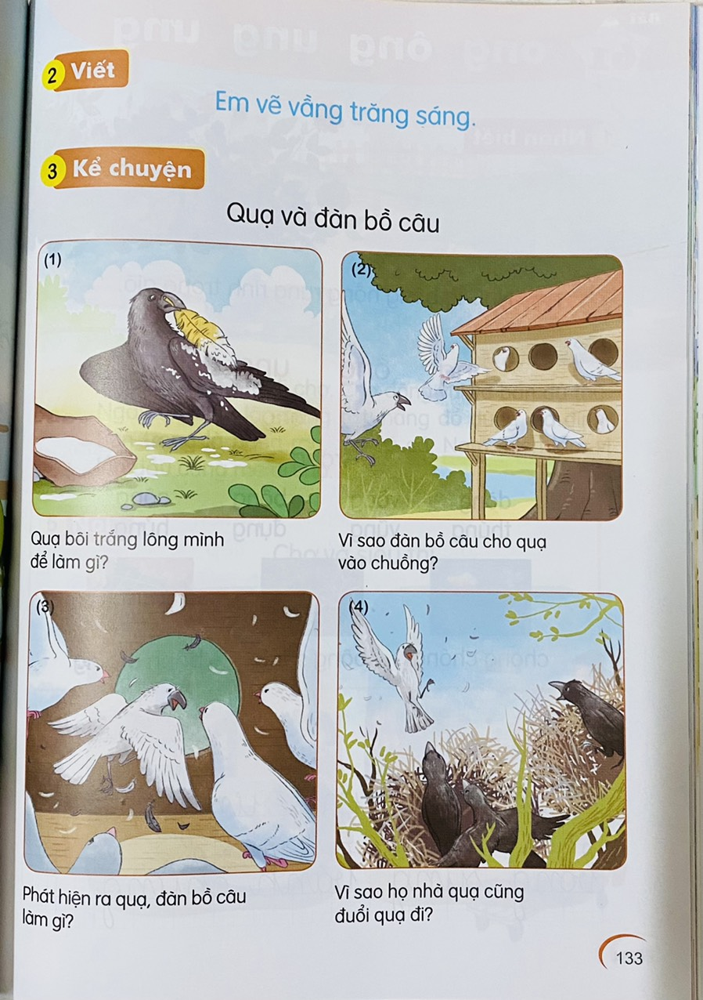 2 Viết
Em vẽ vầng trăng sáng.
3 Kể chuyện
Quạ và đàn bồ câu
(1)
(2)
Quạ bôi trắng lông mình
để làm gì?
Vì sao đàn bồ câu cho quạ
vào chuồng?
(3)
(4)
Phát hiện ra quạ, đàn bồ câu
làm gì?
Vì sao họ nhà quạ cũng
đuổi quạ đi?
133